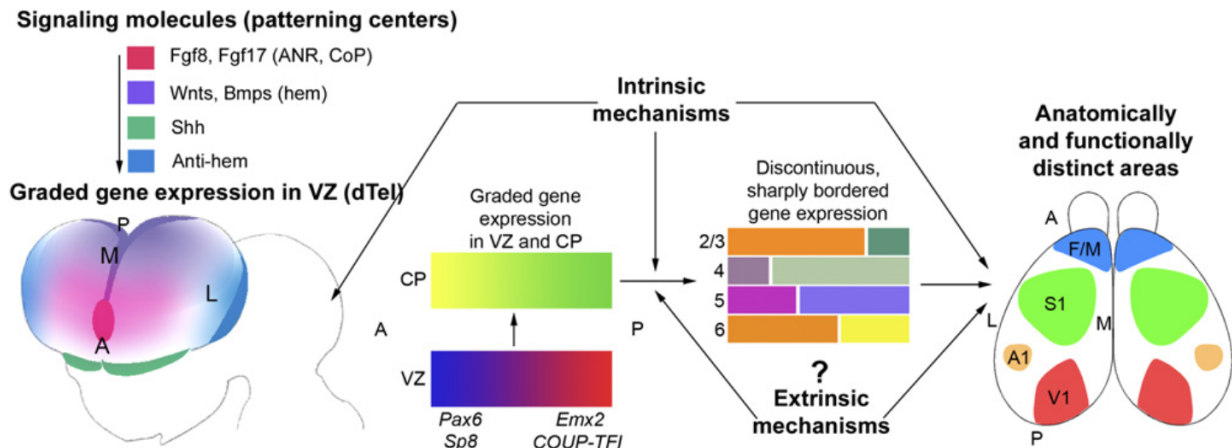 Signaling molecules (patterning centers)
Fgf8, Fgf17 (ANR, CoP)
Wnts, Bmps (hem)
Shh
Anti-hem
Graded gene expression in VZ (dTel)
P
M
L
A
Intrinsic
mechanisms
Graded gene
expression
in VZ and CP
CP
A
P
VZ
Pax6
Sp8
Emx2
COUP-TFI
Discontinuous,
sharply bordered
gene expression
2/3
4
5
6
?
Extrinsic
mechanisms
Anatomically
and functionally
distinct areas
A
F/M
S1
L
M
A1
V1
P